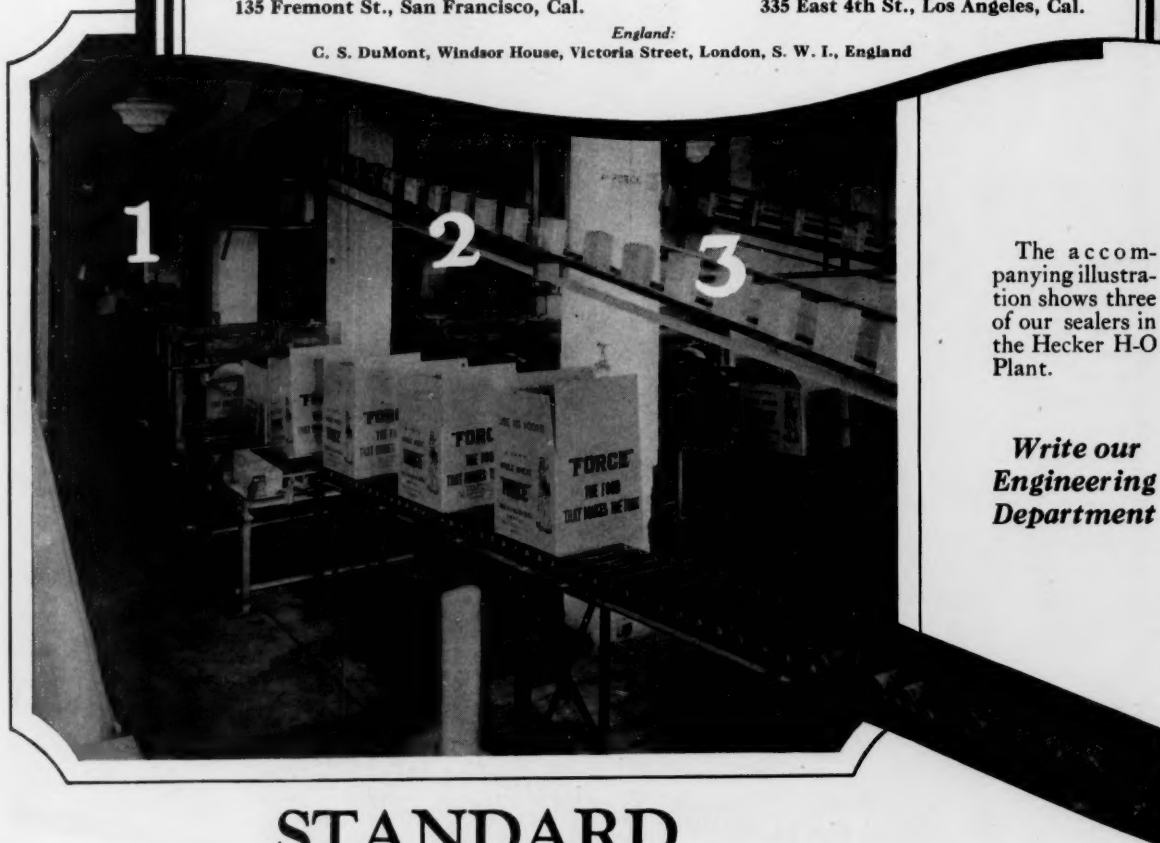 135 Fremont St., San Francisco, Cal.
335 East 4th St., Los Angeles, Cal.
England:
C. S. DuMont, Windsor House, Victoria Street, London, S. W. I., England
1
2
3
The accom-
panying illustra-
tion shows three
of our sealers in
the Hecker H-O
Plant.
Write our
Engineering
Department
"FORCE"
THE FOOD
THAT MAKES THE
STANDARD